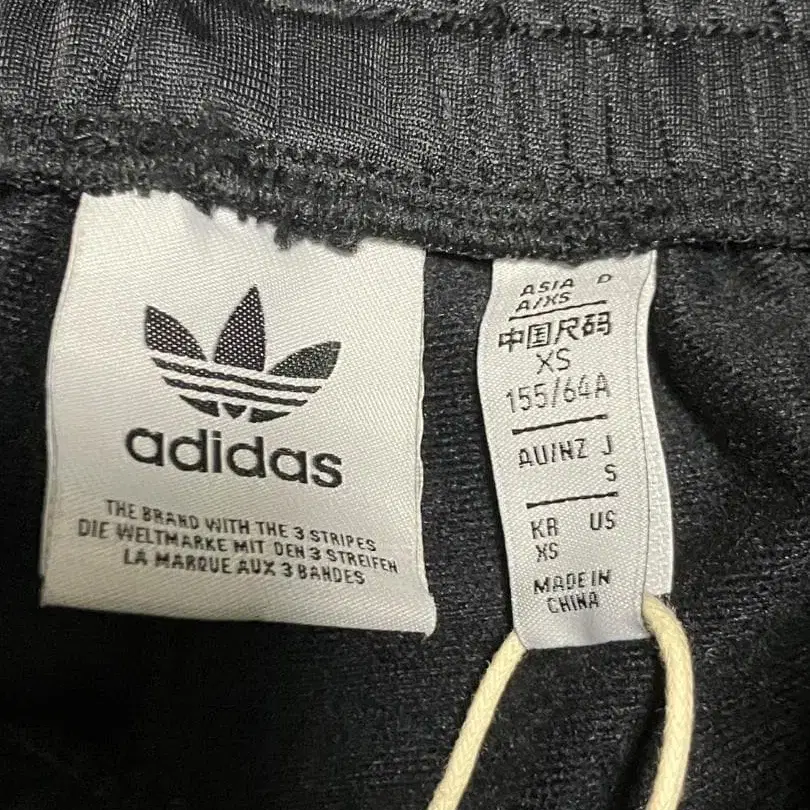 adidas
THE BRAND WITH THE 3 STRIPES
DIE WELTMARKE MIT DEN 3 STREIFEN
LA MARQUE AUX 3 BANDES
ASIA D
A/XS
中国尺码
XS
155/64A
AU/NZ J
S
KR US
XS
MADE IN
CHINA